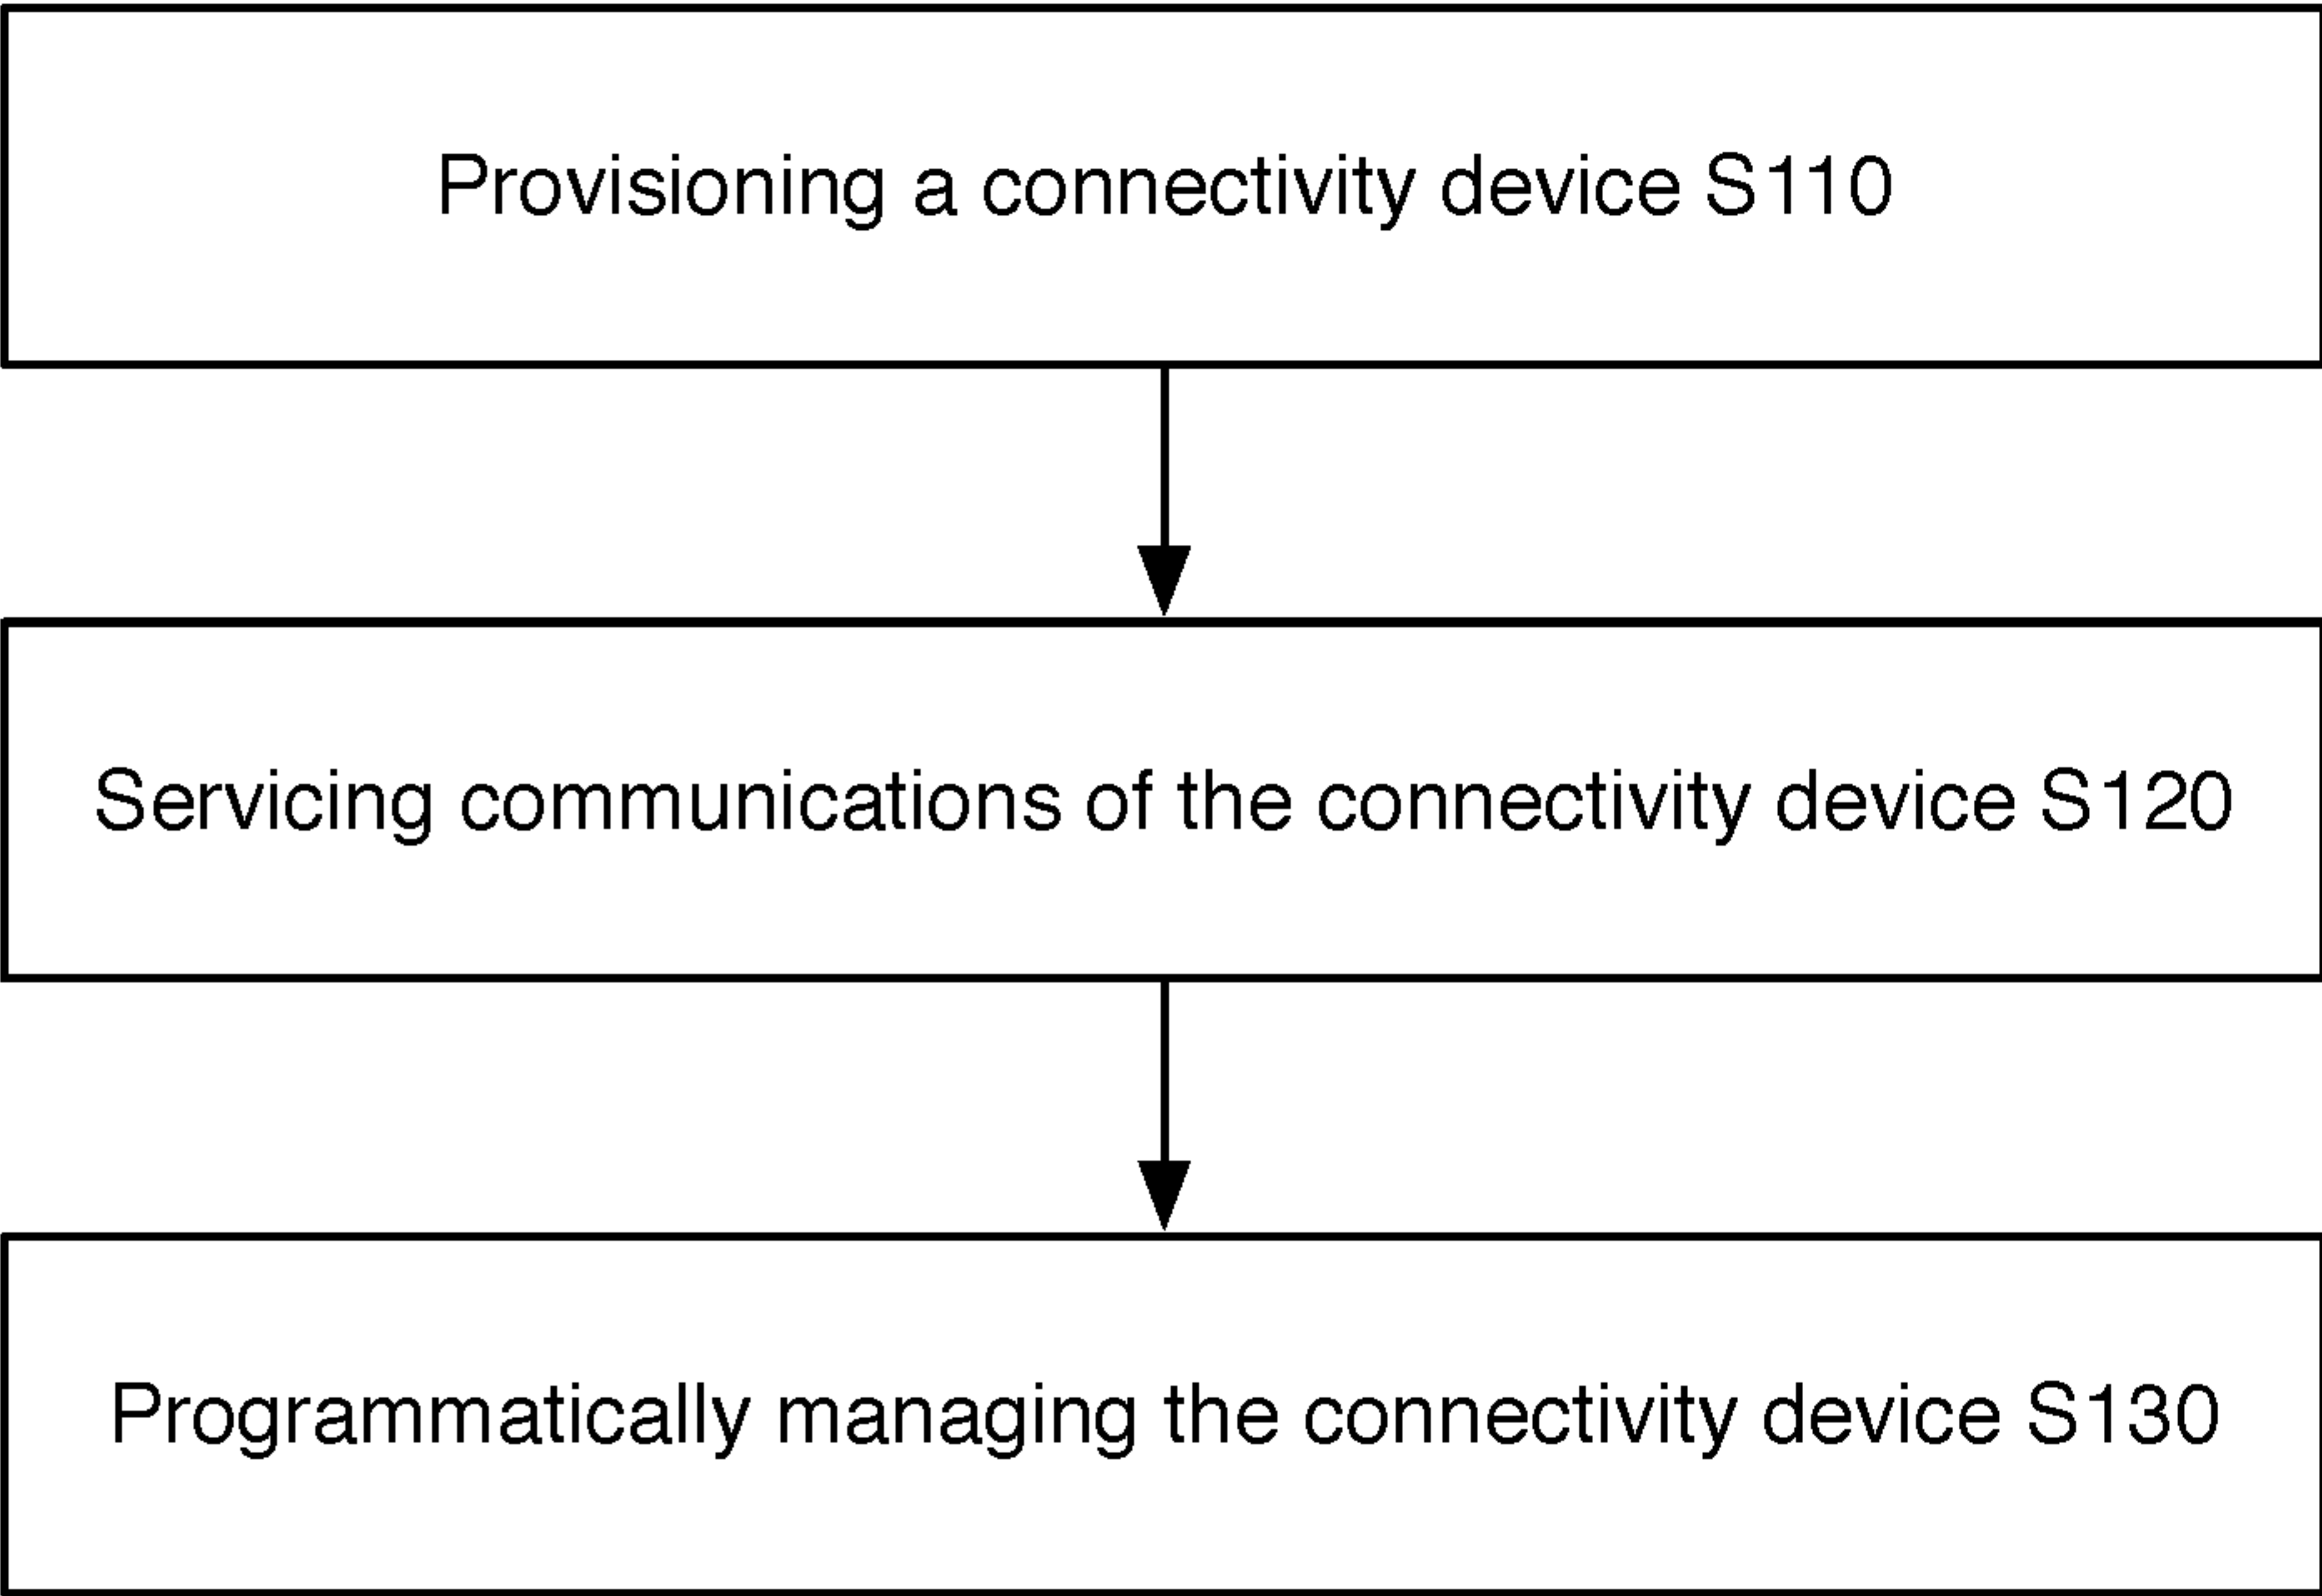 Provisioning a connectivity device S110
Servicing communications of the connectivity device S120
Programmatically managing the connectivity device S130